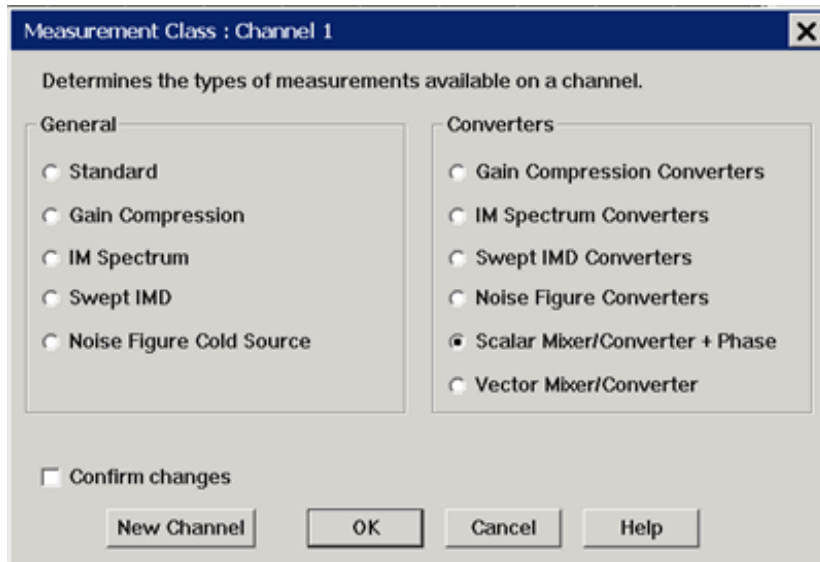 Measurement Class : Channel 1
Determines the types of measurements available on a channel.
General
Standard
Gain Compression
IM Spectrum
Swept IMD
Noise Figure Cold Source
Converters
Gain Compression Converters
IM Spectrum Converters
Swept IMD Converters
Noise Figure Converters
Scalar Mixer/Converter + Phase
Vector Mixer/Converter
Confirm changes
New Channel
OK
Cancel
Help